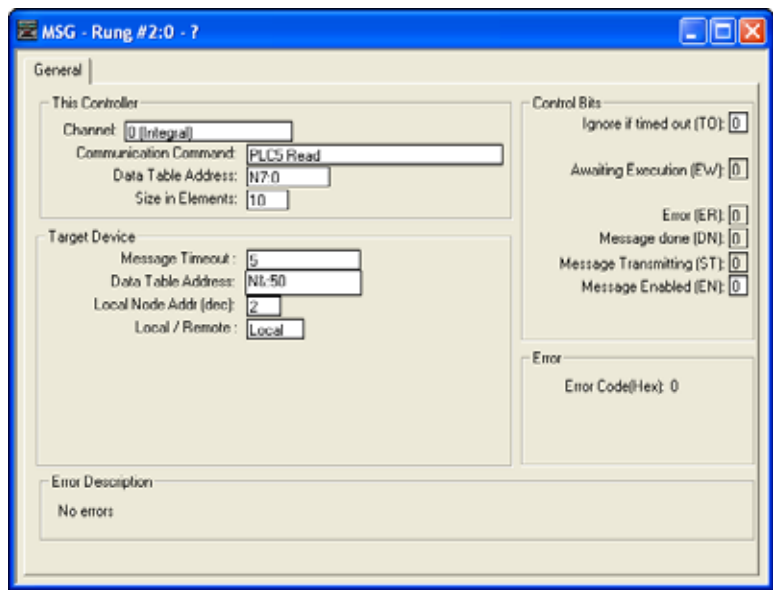 MSG - Rung #2:0 - ?
General
This Controller
Channel: 0 (Integral)
Communication Command: PLC5 Read
Data Table Address: N7:0
Size in Elements: 10
Target Device
Message Timeout : 5
Data Table Address: N&:50
Local Node Addr (dec): 2
Local / Remote : Local
Control Bits
Ignore if timed out (TO): 0
Awaiting Execution (EW): 0
Error (ER): 0
Message done (DN): 0
Message Transmitting (ST): 0
Message Enabled (EN): 0
Error
Error Code(Hex): 0
Error Description
No errors